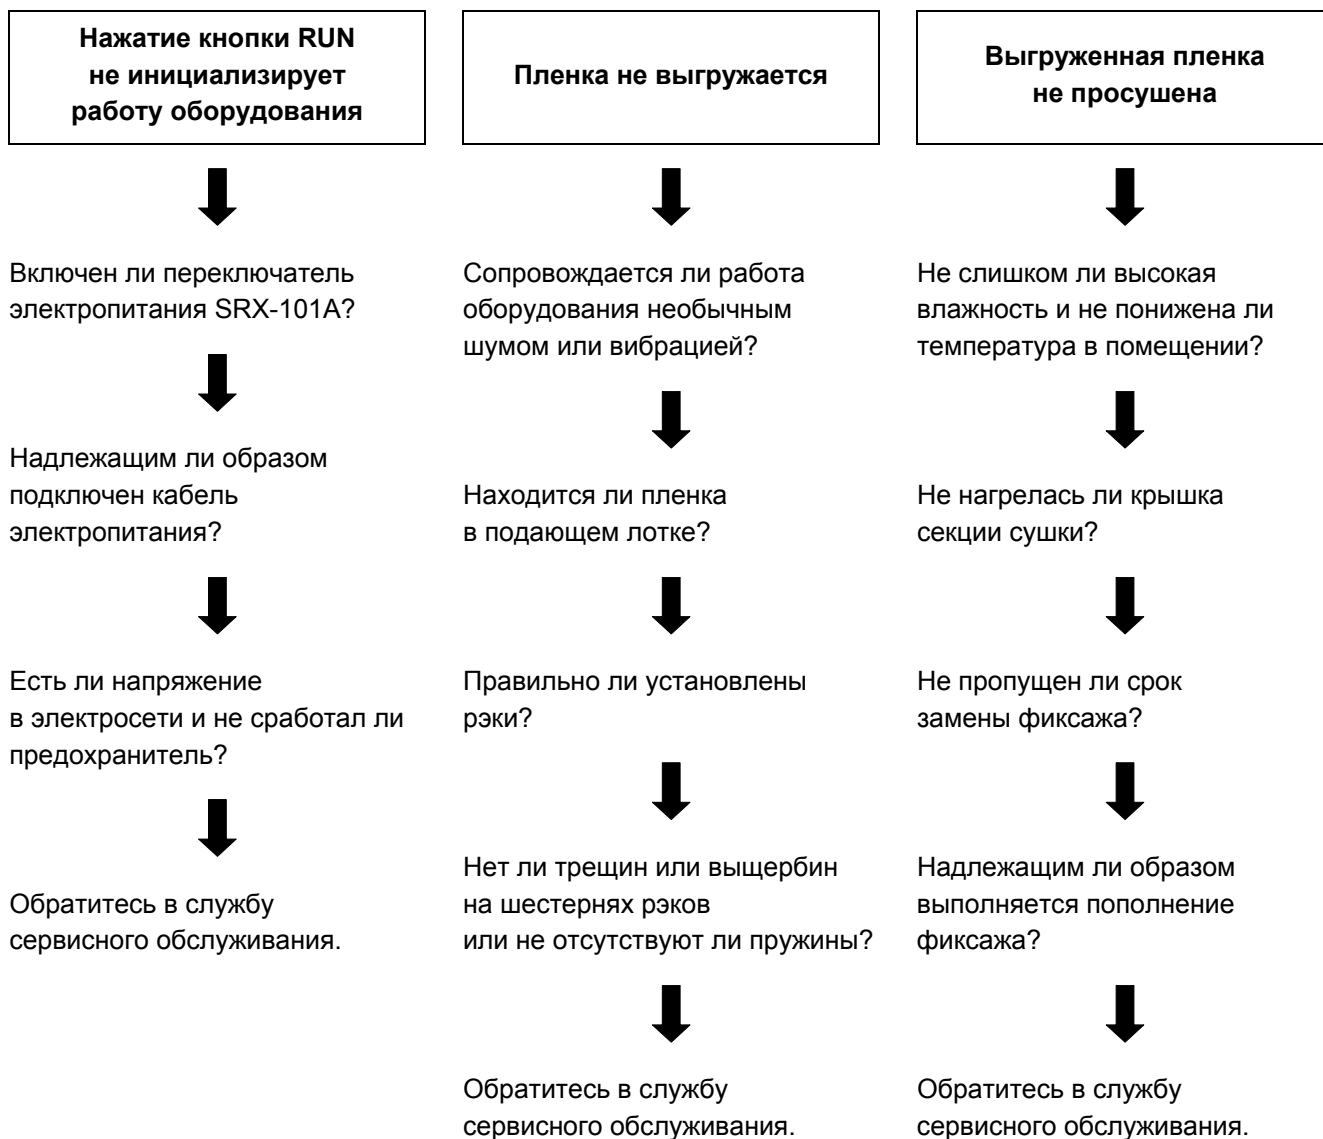 Нажатие кнопки RUN
не инициализирует
работу оборудования
Включен ли переключатель
электропитания SRX-101A?
Надлежащим ли образом
подключен кабель
электропитания?
Есть ли напряжение
в электросети и не сработал ли
предохранитель?
Обратитесь в службу
сервисного обслуживания.
Пленка не выгружается
Сопровождается ли работа
оборудования необычным
шумом или вибрацией?
Находится ли пленка
в подающем лотке?
Правильно ли установлены
рэки?
Нет ли трещин или выщербин
на шестернях рэков
или не отсутствуют ли пружины?
Обратитесь в службу
сервисного обслуживания.
Выгруженная пленка
не просушена
Не слишком ли высокая
влажность и не понижена ли
температура в помещении?
Не нагрелась ли крышка
секции сушки?
Не пропущен ли срок
замены фиксажа?
Надлежащим ли образом
выполняется пополнение
фиксажа?
Обратитесь в службу
сервисного обслуживания.